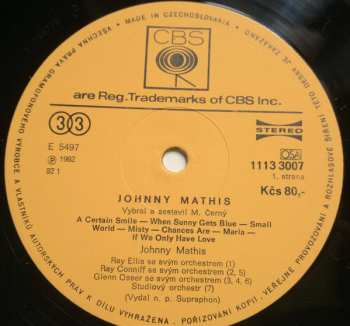 MADE IN CZECHOSLOVAKIA
CBS
are Reg. Trademarks of CBS Inc.
33
STEREO
E 5497
℗ 1982
82 1
OSA
1113 3007
1. strana
JOHNNY MATHIS
Kčs 80,-
Vybral a sestavil M. Černý
A Certain Smile — When Sunny Gets Blue — Small
World — Misty — Chances Are — Maria —
If We Only Have Love
Johnny Mathis
Ray Ellis se svým orchestrem (1)
Ray Conniff se svým orchestrem (2, 5)
Glenn Osser se svým orchestrem (3, 4, 6)
Studiový orchestr (7)
(Vydal n. p. Supraphon)
VŠECHNA PRÁVA GRAMOFONOVÉHO VÝROBCE A VLASTNÍKŮ AUTORSKÝCH PRÁV K DÍLU VYHRAŽENA. POŘIZOVÁNÍ KOPIÍ, VEŘEJNÉ PROVOZOVÁNÍ A ROZHLASOVÉ ŠÍŘENÍ TÉTO DESKY JE ZAKÁZÁNO